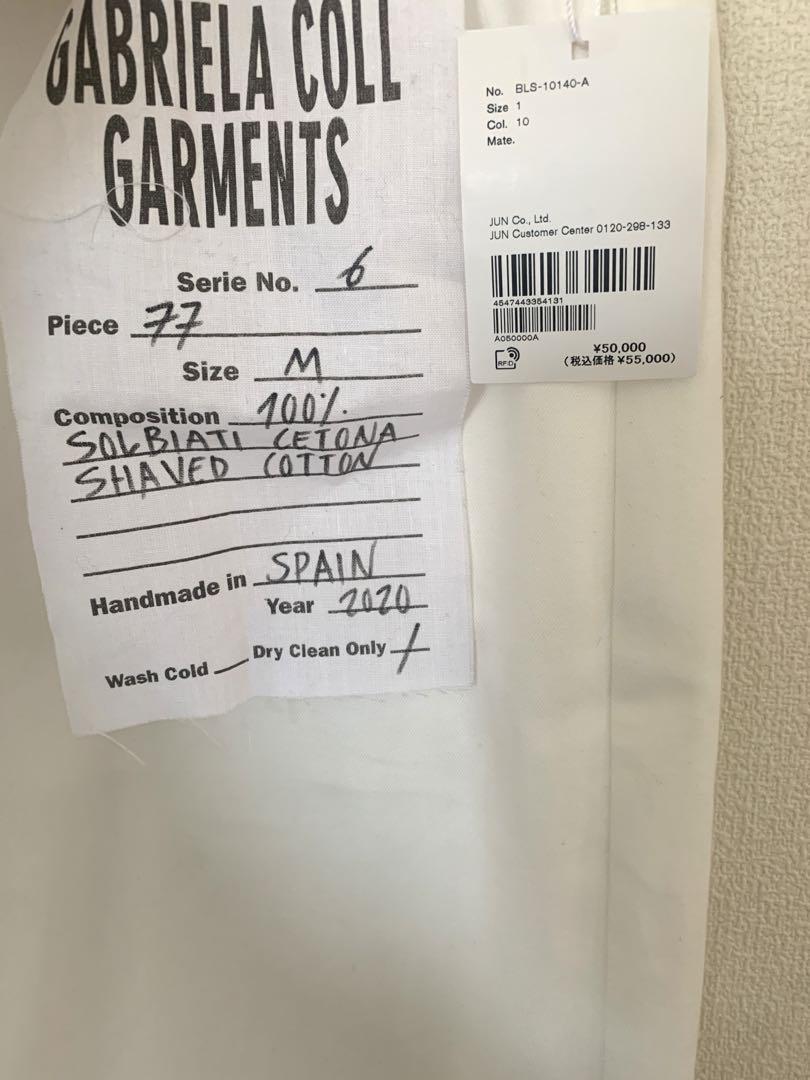 GABRIELA COLL
GARMENTS
Serie No. 6
Piece 77
Size M
Composition 100%.
SOLBIATI CETONA
SHAVED COTTON
Handmade in SPAIN
Year 2020
Wash Cold
Dry Clean Only /
No. BLS-10140-A
Size 1
Col. 10
Mate.
JUN Co., Ltd.
JUN Customer Center 0120-298-133
4547443354131
A050000A
RFID
¥50,000
(税込価格 ¥55,000)